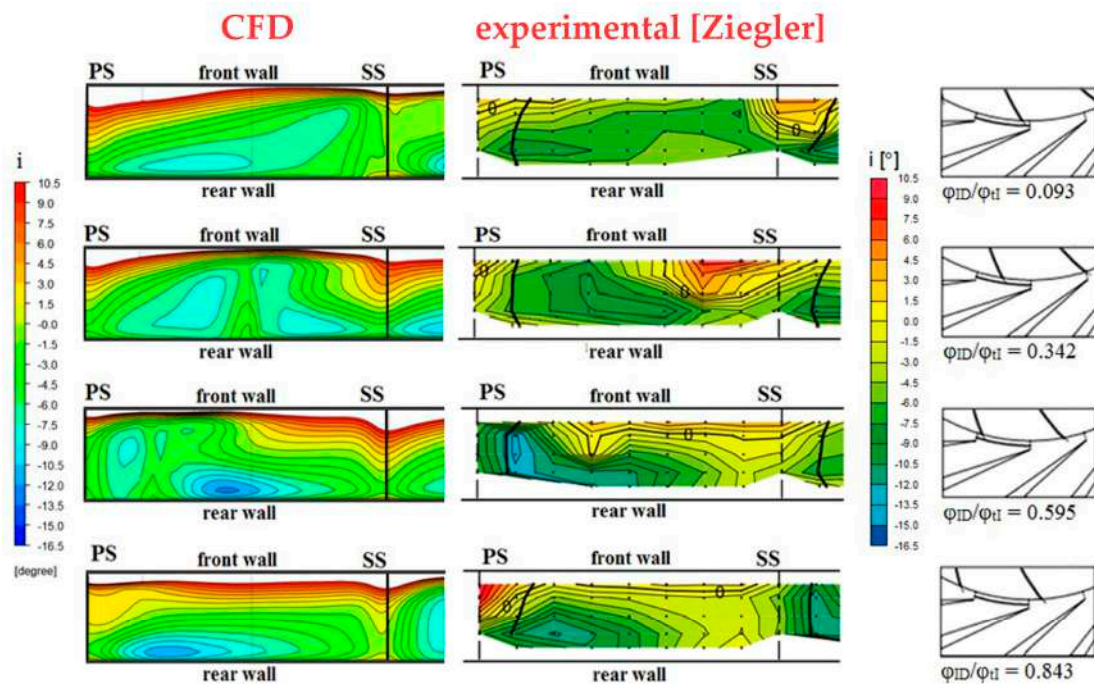 CFD experimental [Ziegler]
PS front wall SS PS front wall SS
0 0
rear wall rear wall
φID/φtI = 0.093
i i [°]
10.5 10.5
9.0 9.0
7.5 7.5
6.0 6.0
4.5 4.5
3.0 3.0
1.5 1.5
-0.0 0.0
-1.5 -1.5
-3.0 -3.0
-4.5 -4.5
-6.0 -6.0
-7.5 -7.5
-9.0 -9.0
-10.5 -10.5
-12.0 -12.0
-13.5 -13.5
-15.0 -15.0
-16.5 -16.5
[degree]
PS front wall SS PS front wall SS
0 0
rear wall rear wall
φID/φtI = 0.342
PS front wall SS PS front wall SS
0
rear wall rear wall
φID/φtI = 0.595
PS front wall SS PS front wall SS
0 0
rear wall rear wall
φID/φtI = 0.843